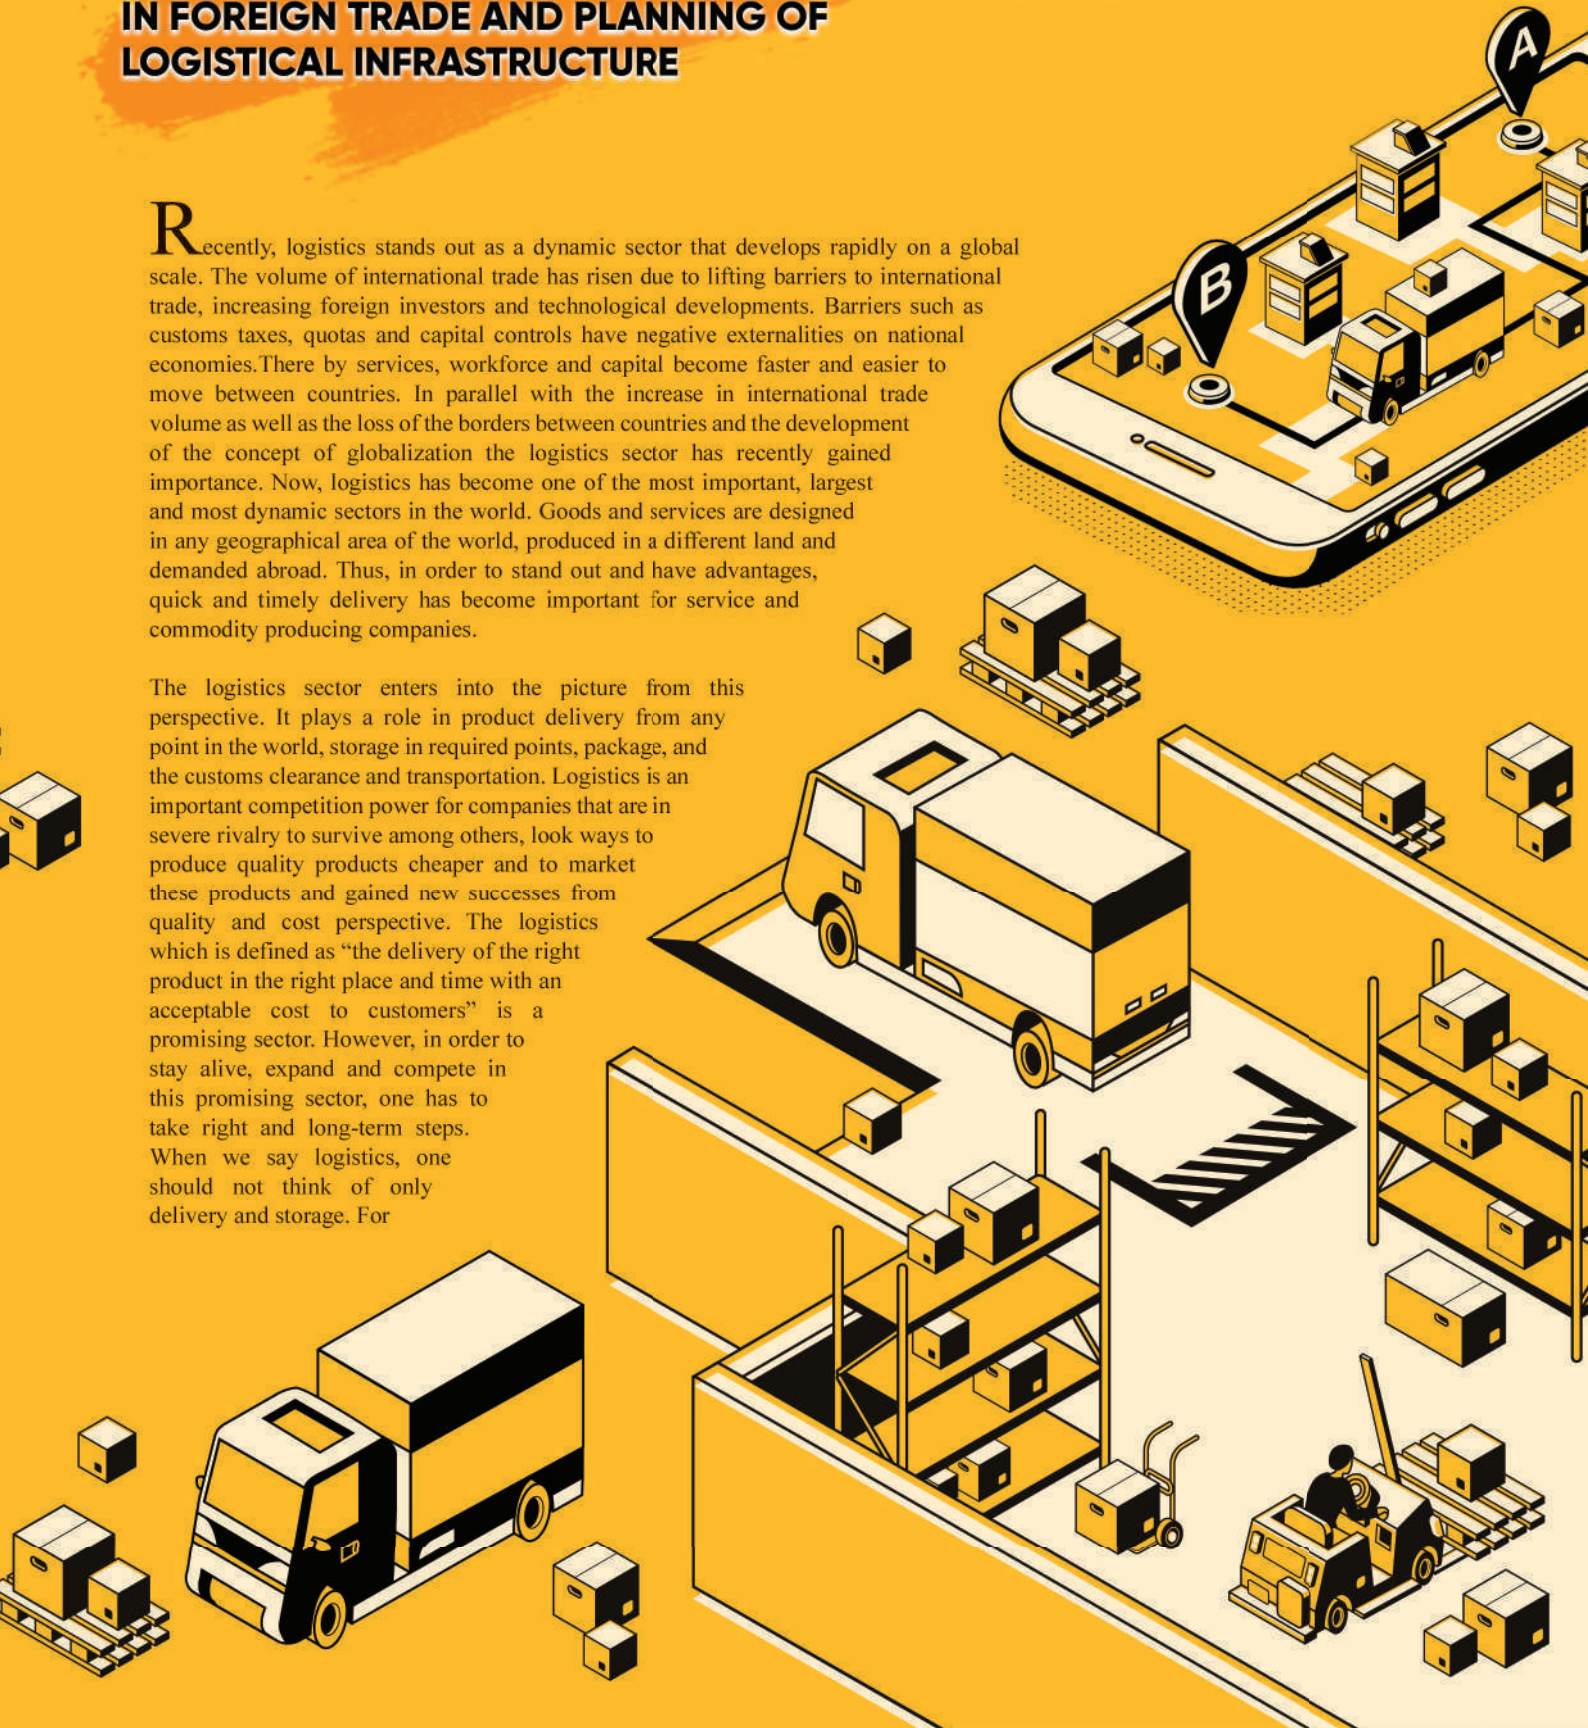 IN FOREIGN TRADE AND PLANNING OF
LOGISTICAL INFRASTRUCTURE
A
B
Recently, logistics stands out as a dynamic sector that develops rapidly on a global
scale. The volume of international trade has risen due to lifting barriers to international
trade, increasing foreign investors and technological developments. Barriers such as
customs taxes, quotas and capital controls have negative externalities on national
economies.There by services, workforce and capital become faster and easier to
move between countries. In parallel with the increase in international trade
volume as well as the loss of the borders between countries and the development
of the concept of globalization the logistics sector has recently gained
importance. Now, logistics has become one of the most important, largest
and most dynamic sectors in the world. Goods and services are designed
in any geographical area of the world, produced in a different land and
demanded abroad. Thus, in order to stand out and have advantages,
quick and timely delivery has become important for service and
commodity producing companies.
The logistics sector enters into the picture from this
perspective. It plays a role in product delivery from any
point in the world, storage in required points, package, and
the customs clearance and transportation. Logistics is an
important competition power for companies that are in
severe rivalry to survive among others, look ways to
produce quality products cheaper and to market
these products and gained new successes from
quality and cost perspective. The logistics
which is defined as “the delivery of the right
product in the right place and time with an
acceptable cost to customers” is a
promising sector. However, in order to
stay alive, expand and compete in
this promising sector, one has to
take right and long-term steps.
When we say logistics, one
should not think of only
delivery and storage. For